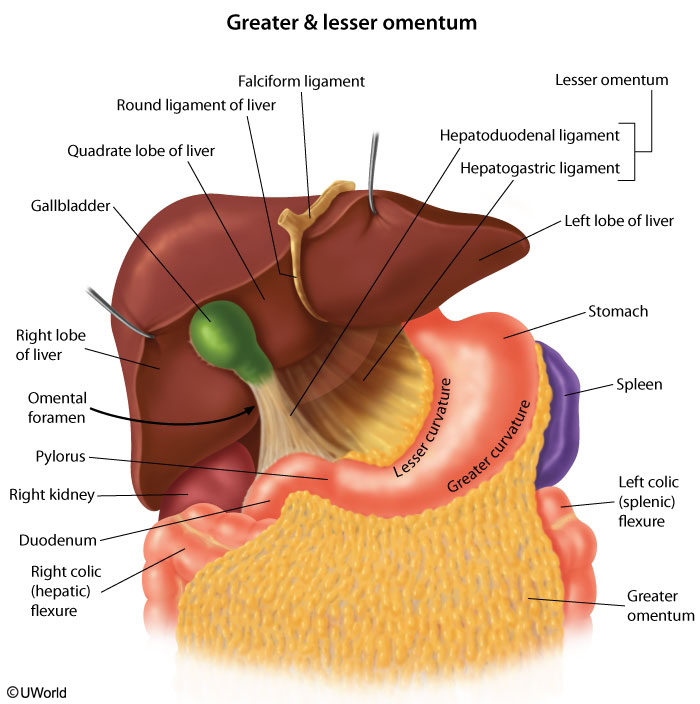 Greater & lesser omentum
Falciform ligament
Lesser omentum
Round ligament of liver
Hepatoduodenal ligament
Quadrate lobe of liver
Hepatogastric ligament
Gallbladder
Left lobe of liver
Stomach
Right lobe
of liver
Spleen
Omental
foramen
Lesser curvature
Greater curvature
Pylorus
Left colic
(splenic)
flexure
Right kidney
Duodenum
Right colic
(hepatic)
flexure
Greater
omentum
©UWorld